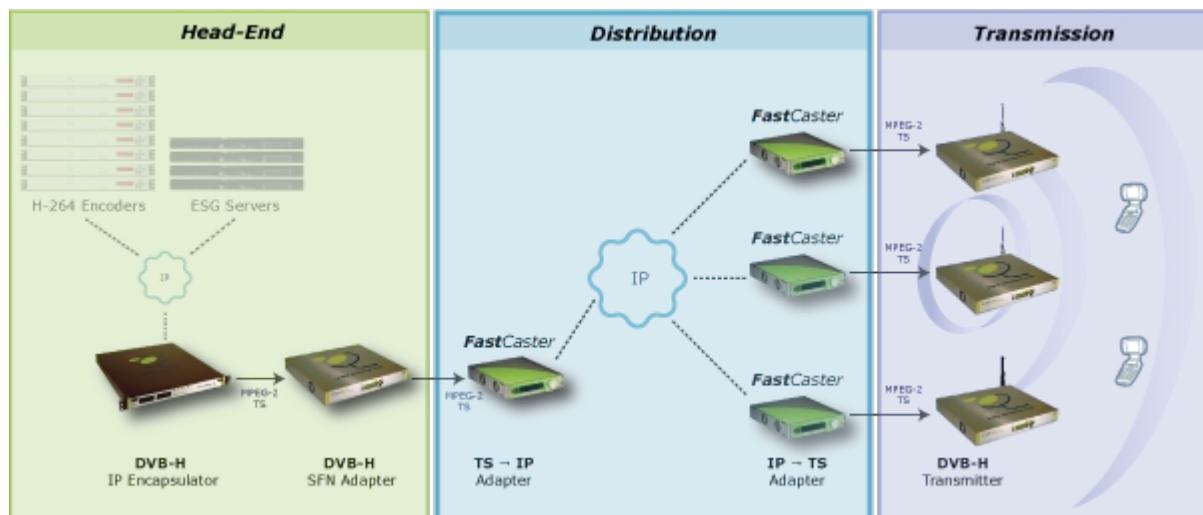 Head-End
Distribution
Transmission
H-264 Encoders
ESG Servers
IP
MPEG-2
TS
DVB-H
IP Encapsulator
DVB-H
SFN Adapter
MPEG-2
TS
FastCaster
TS → IP
Adapter
IP
FastCaster
FastCaster
FastCaster
IP → TS
Adapter
MPEG-2
TS
MPEG-2
TS
MPEG-2
TS
DVB-H
Transmitter